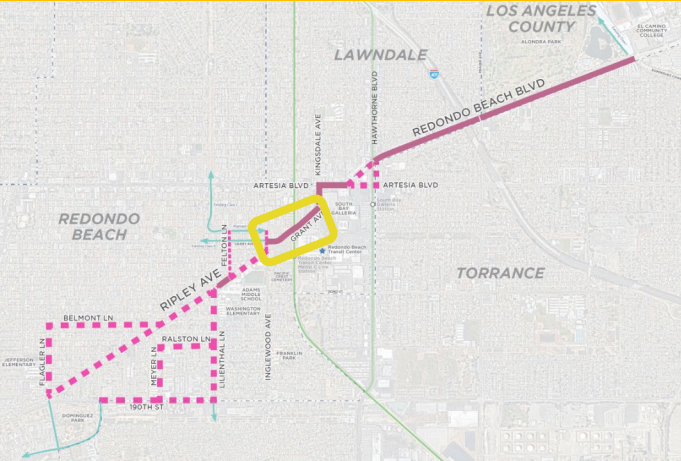 LOS ANGELES
COUNTY
EL CAMINO
COMMUNITY
COLLEGE
ALONDRA PARK
LAWNDALE
HAWTHORNE BLVD
REDONDO BEACH BLVD
KINGSDALE AVE
ARTESIA BLVD
ARTESIA BLVD
SOUTH
BAY
GALLERIA
REDONDO
BEACH
GRANT AVE
FELTON LN
Redondo Beach
Transit Center
TORRANCE
RIPLEY AVE
ADAMS
MIDDLE
SCHOOL
WASHINGTON
ELEMENTARY
BELMONT LN
INGLEWOOD AVE
RALSTON LN
FLAGLER LN
MEYER LN
LILIENTHAL LN
FRANKLIN
PARK
JEFFERSON
ELEMENTARY
190TH ST
DOMINGUEZ
PARK